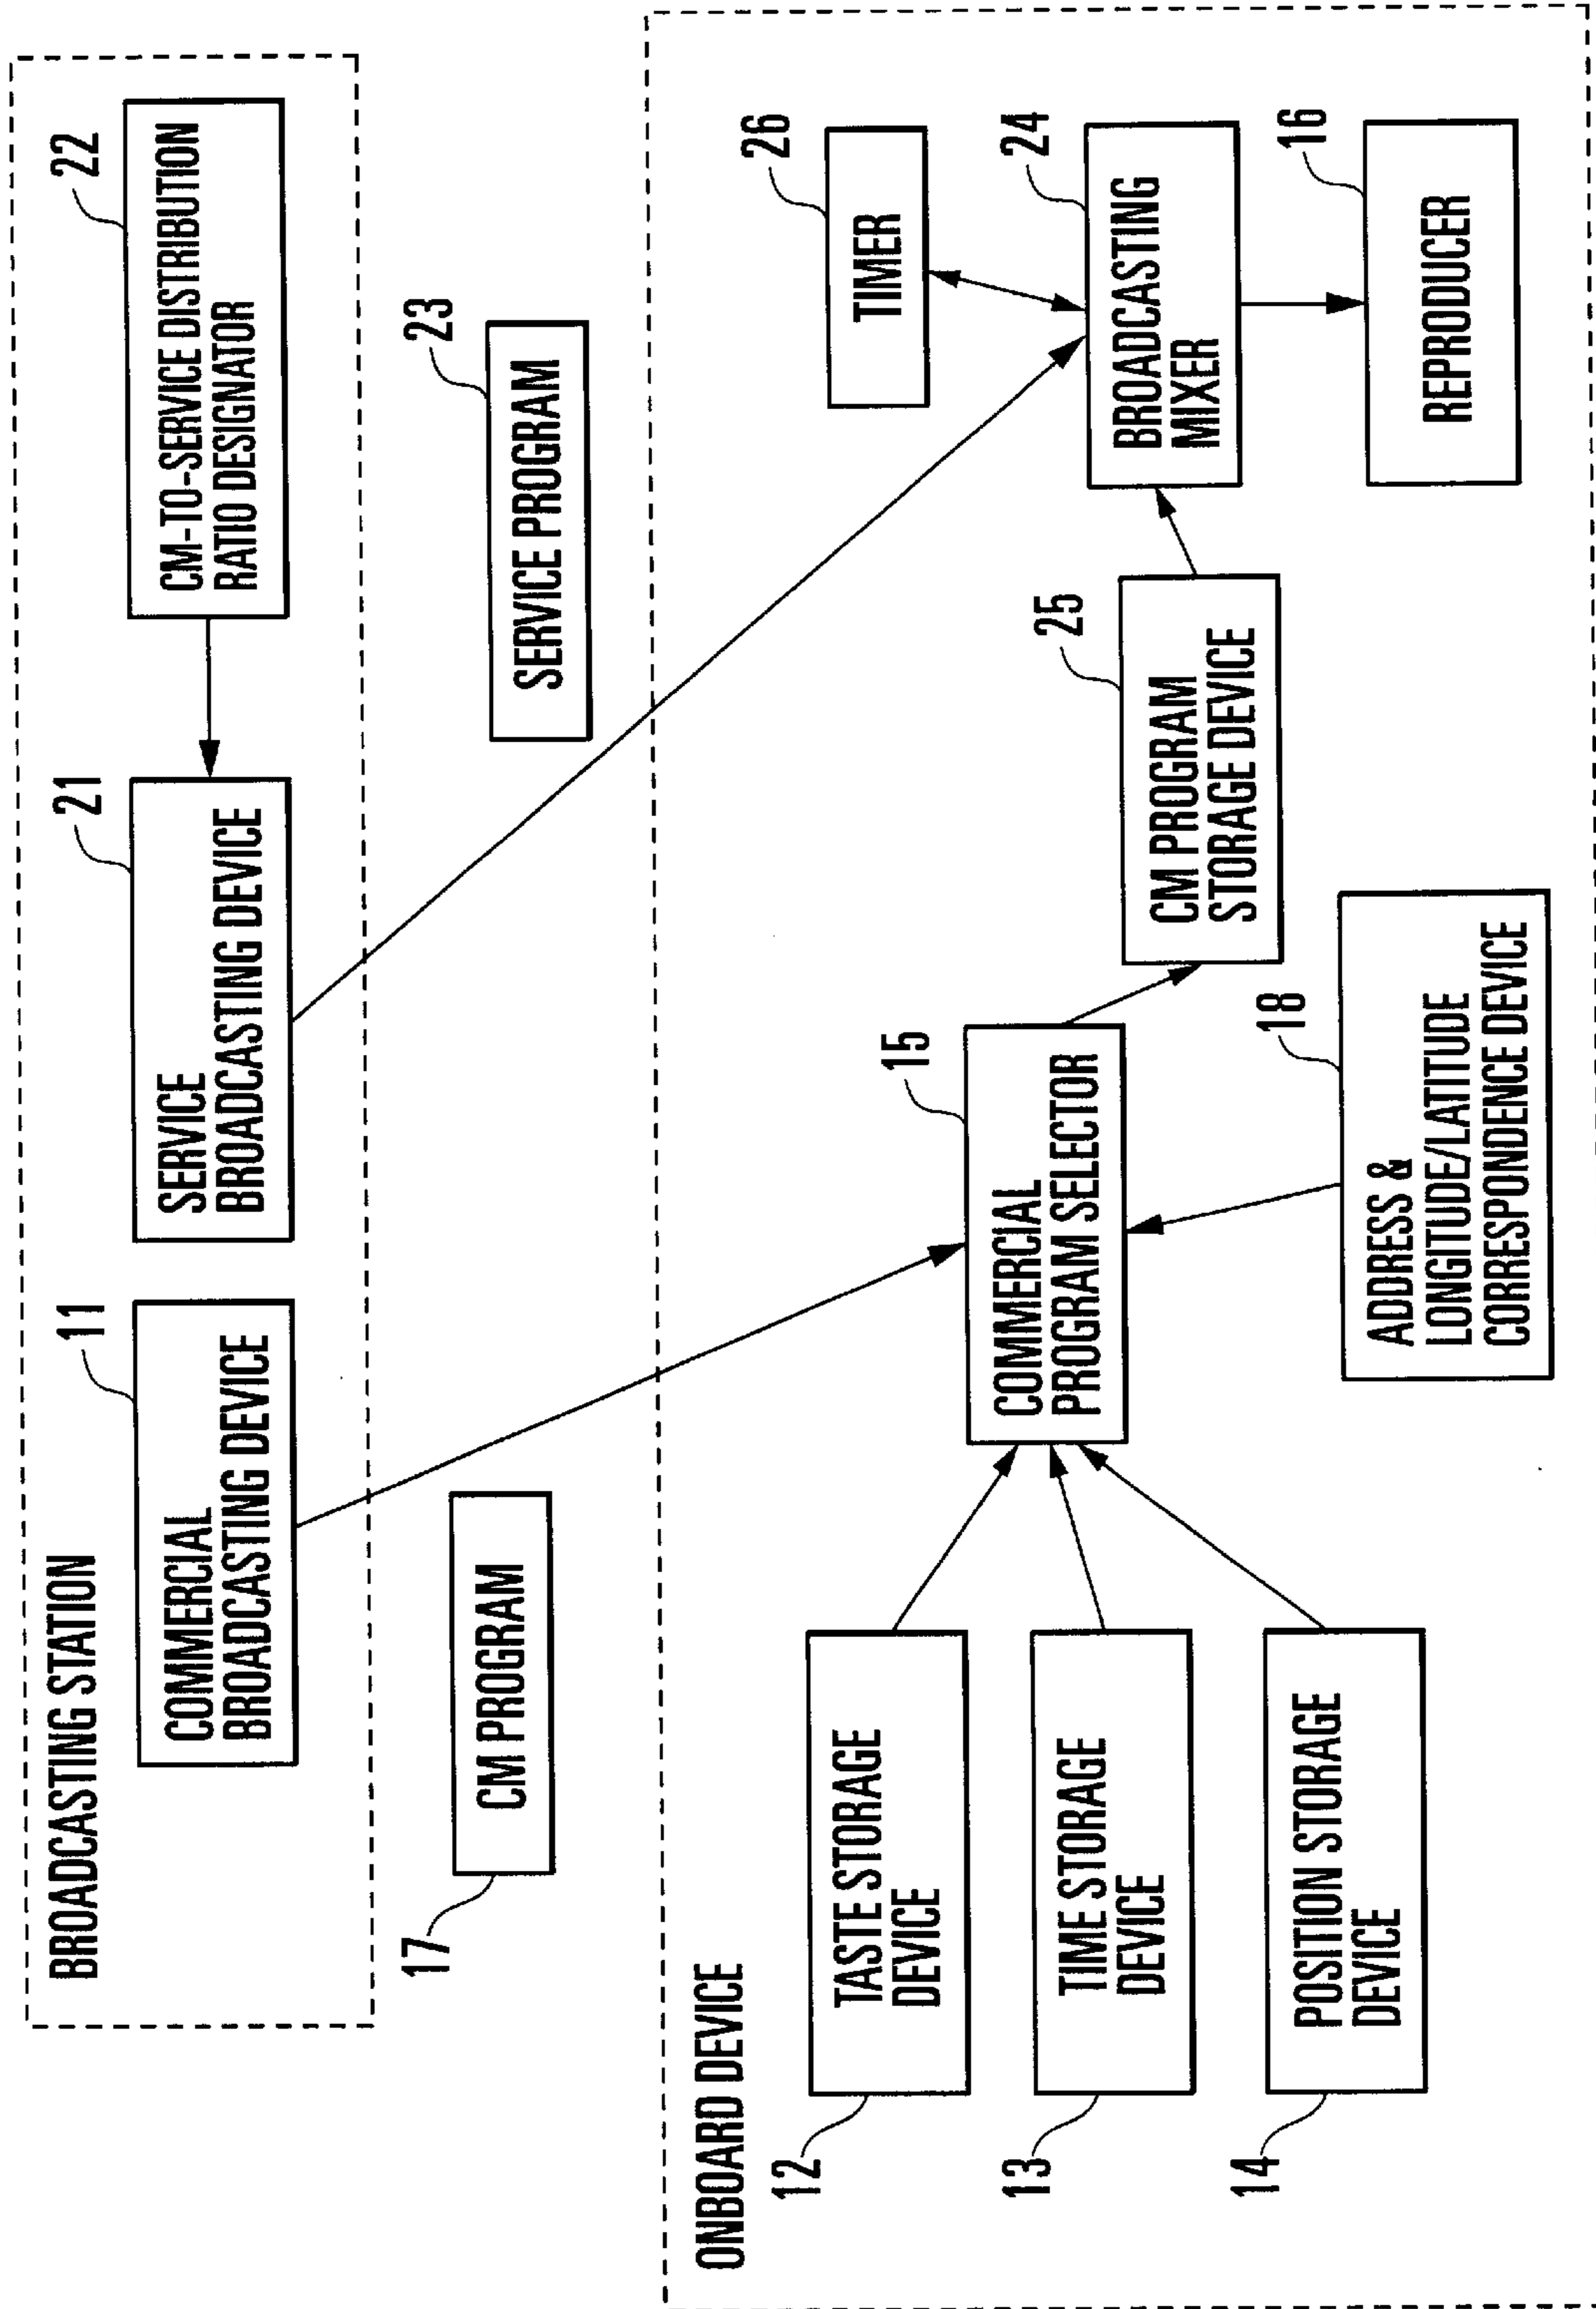 BROADCASTING STATION
11
COMMERCIAL
BROADCASTING DEVICE
21
SERVICE
BROADCASTING DEVICE
22
CM-TO-SERVICE DISTRIBUTION
RATIO DESIGNATOR
17
CM PROGRAM
23
SERVICE PROGRAM
ONBOARD DEVICE
12
TASTE STORAGE
DEVICE
13
TIME STORAGE
DEVICE
14
POSITION STORAGE
DEVICE
15
COMMERCIAL
PROGRAM SELECTOR
18
ADDRESS &
LONGITUDE/LATITUDE
CORRESPONDENCE DEVICE
25
CM PROGRAM
STORAGE DEVICE
26
TIMER
24
BROADCASTING
MIXER
16
REPRODUCER